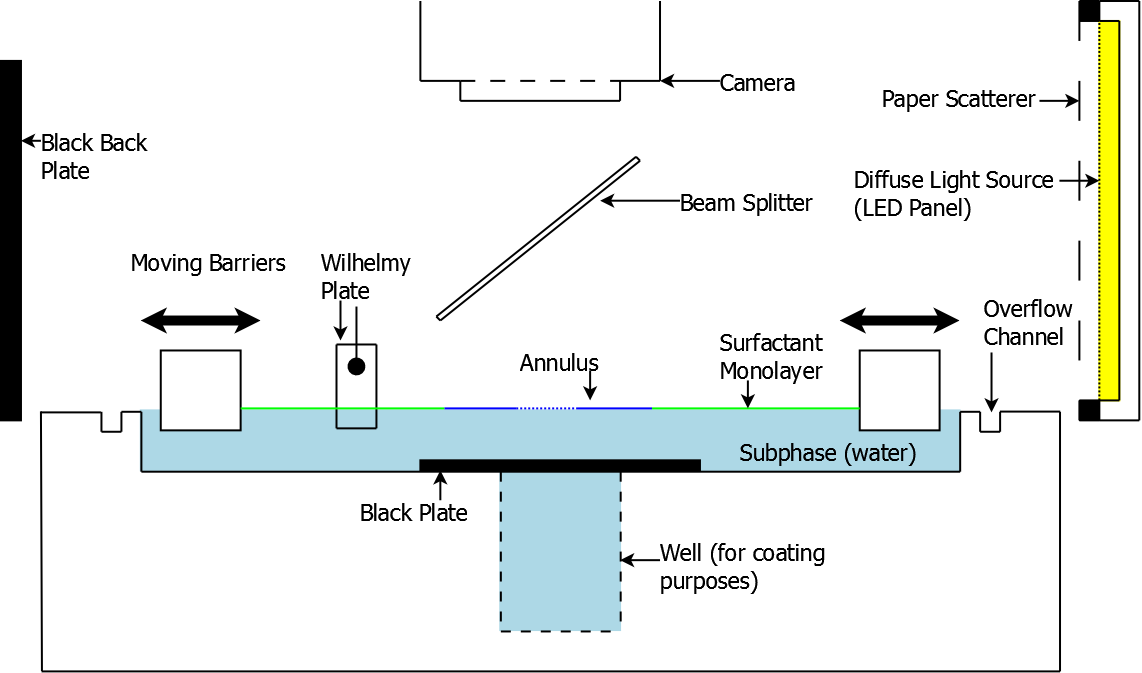 Camera
Paper Scatterer
Black Back
Plate
Diffuse Light Source
(LED Panel)
Beam Splitter
Moving Barriers
Wilhelmy
Plate
Overflow
Channel
Annulus
Surfactant
Monolayer
Subphase (water)
Black Plate
Well (for coating
purposes)